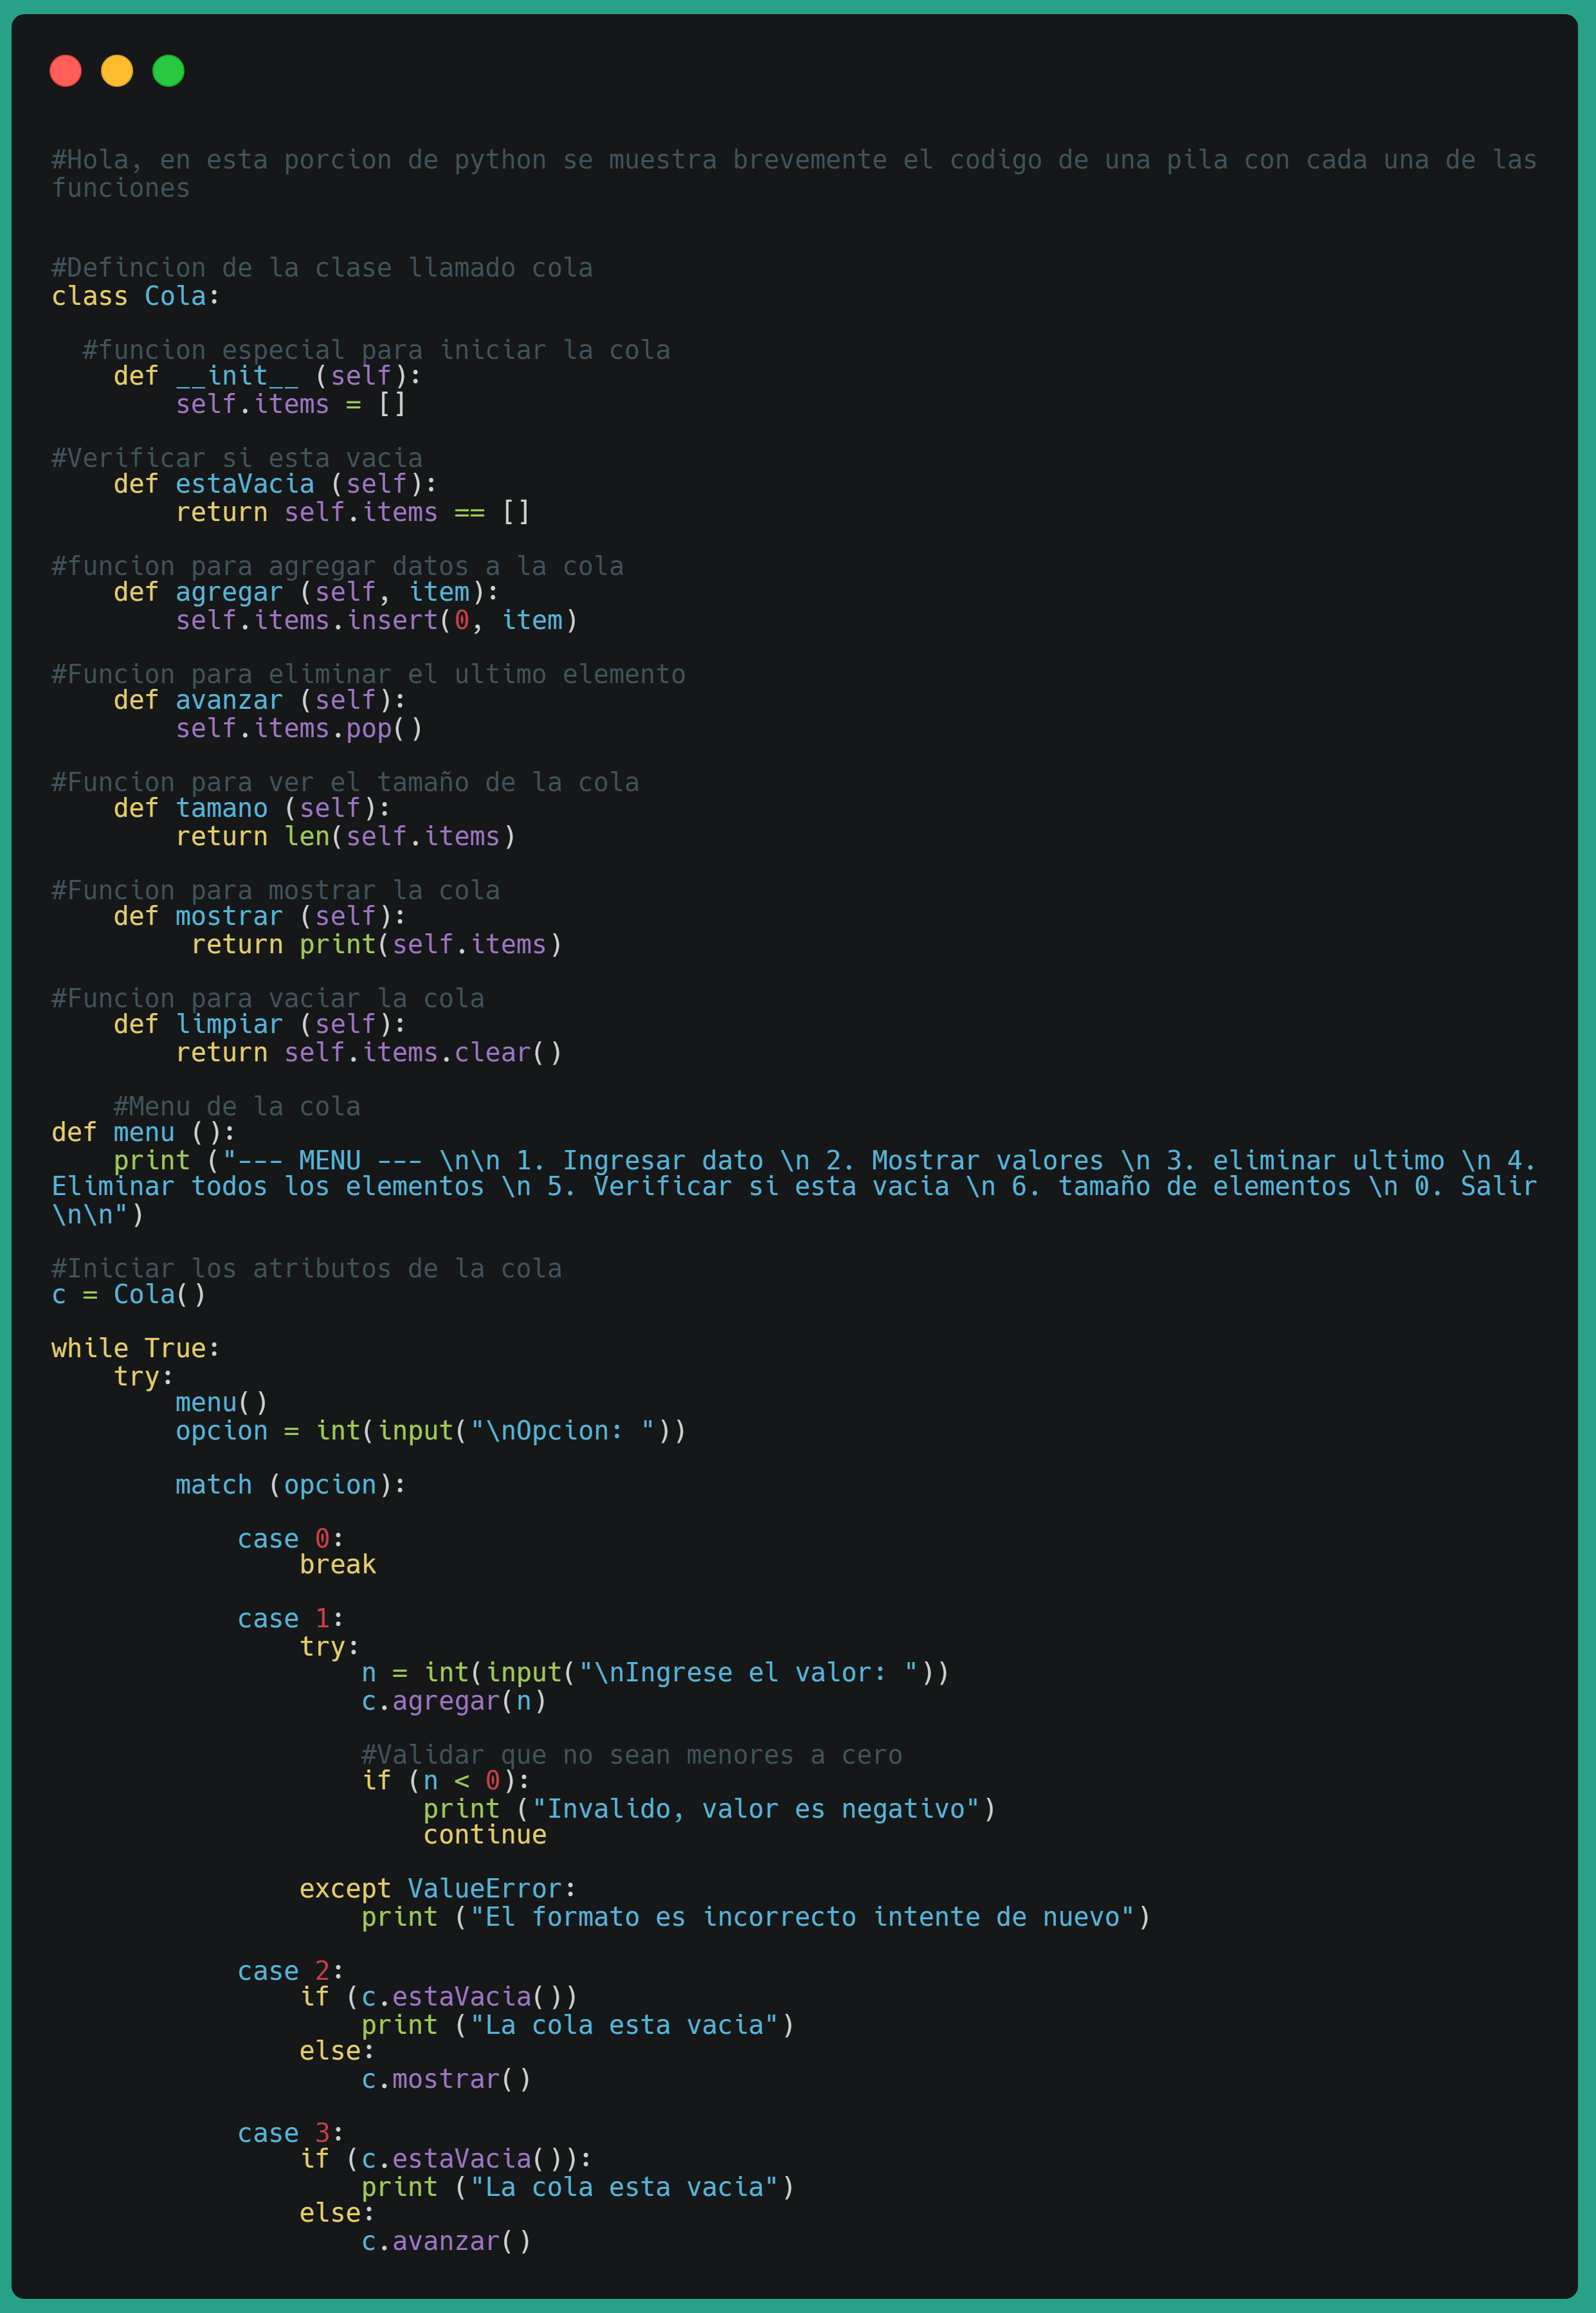 #Hola, en esta porcion de python se muestra brevemente el codigo de una pila con cada una de las
funciones
#Defincion de la clase llamado cola
class Cola:
  #funcion especial para iniciar la cola
    def __init__ (self):
        self.items = []
#Verificar si esta vacia
    def estaVacia (self):
        return self.items == []
#funcion para agregar datos a la cola
    def agregar (self, item):
        self.items.insert(0, item)
#Funcion para eliminar el ultimo elemento
    def avanzar (self):
        self.items.pop()
#Funcion para ver el tamaño de la cola
    def tamano (self):
        return len(self.items)
#Funcion para mostrar la cola
    def mostrar (self):
         return print(self.items)
#Funcion para vaciar la cola
    def limpiar (self):
        return self.items.clear()
    #Menu de la cola
def menu ():
    print ("--- MENU --- \n\n 1. Ingresar dato \n 2. Mostrar valores \n 3. eliminar ultimo \n 4.
Eliminar todos los elementos \n 5. Verificar si esta vacia \n 6. tamaño de elementos \n 0. Salir
\n\n")
#Iniciar los atributos de la cola
c = Cola()
while True:
    try:
        menu()
        opcion = int(input("\nOpcion: "))
        match (opcion):
            case 0:
                break
            case 1:
                try:
                    n = int(input("\nIngrese el valor: "))
                    c.agregar(n)
                    #Validar que no sean menores a cero
                    if (n < 0):
                        print ("Invalido, valor es negativo")
                        continue
                except ValueError:
                    print ("El formato es incorrecto intente de nuevo")
            case 2:
                if (c.estaVacia())
                    print ("La cola esta vacia")
                else:
                    c.mostrar()
            case 3:
                if (c.estaVacia()):
                    print ("La cola esta vacia")
                else:
                    c.avanzar()